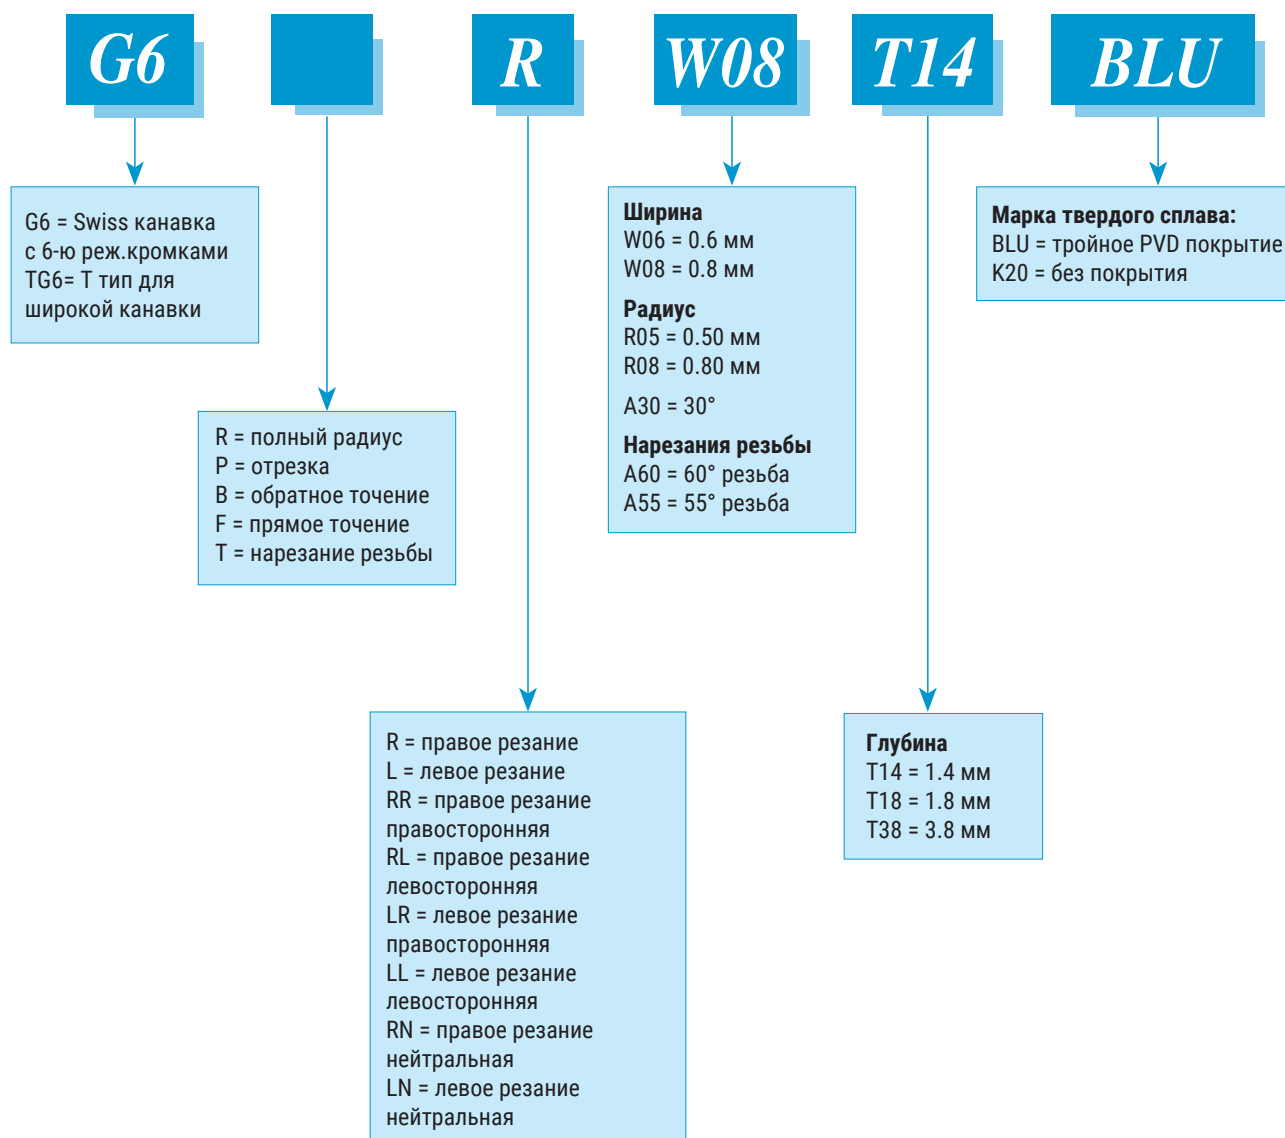 G6
R
W08
T14
BLU
G6 = Swiss канавка
с 6-ю реж.кромками
TG6= Т тип для
широкой канавки
R = полный радиус
P = отрезка
B = обратное точение
F = прямое точение
T = нарезание резьбы
R = правое резание
L = левое резание
RR = правое резание
правосторонняя
RL = правое резание
левосторонняя
LR = левое резание
правосторонняя
LL = левое резание
левосторонняя
RN = правое резание
нейтральная
LN = левое резание
нейтральная
Ширина
W06 = 0.6 мм
W08 = 0.8 мм
Радиус
R05 = 0.50 мм
R08 = 0.80 мм
A30 = 30°
Нарезания резьбы
A60 = 60° резьба
A55 = 55° резьба
Глубина
T14 = 1.4 мм
T18 = 1.8 мм
T38 = 3.8 мм
Марка твердого сплава:
BLU = тройное PVD покрытие
K20 = без покрытия